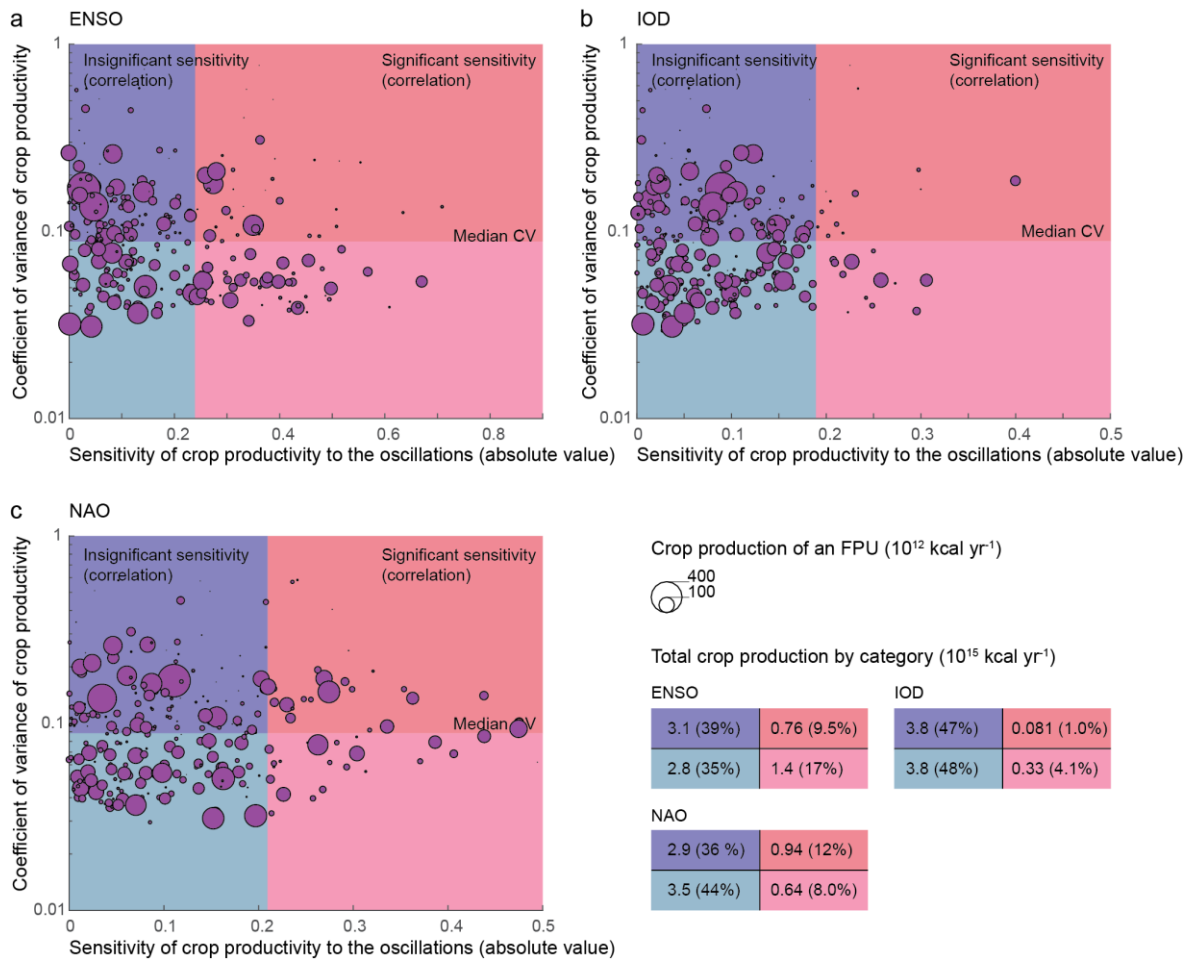 a ENSO
Coefficient of variance of crop productivity
1
0.1
0.01
Insignificant sensitivity
(correlation)
Significant sensitivity
(correlation)
Median CV
0 0.2 0.4 0.6 0.8
Sensitivity of crop productivity to the oscillations (absolute value)
b IOD
Coefficient of variance of crop productivity
1
0.1
0.01
Insignificant sensitivity
(correlation)
Significant sensitivity
(correlation)
Median CV
0 0.1 0.2 0.3 0.4 0.5
Sensitivity of crop productivity to the oscillations (absolute value)
c NAO
Coefficient of variance of crop productivity
1
0.1
0.01
Insignificant sensitivity
(correlation)
Significant sensitivity
(correlation)
Median CV
0 0.1 0.2 0.3 0.4 0.5
Sensitivity of crop productivity to the oscillations (absolute value)
Crop production of an FPU (10¹² kcal yr⁻¹)
400
100
Total crop production by category (10¹⁵ kcal yr⁻¹)
ENSO
3.1 (39%) 0.76 (9.5%)
2.8 (35%) 1.4 (17%)
IOD
3.8 (47%) 0.081 (1.0%)
3.8 (48%) 0.33 (4.1%)
NAO
2.9 (36 %) 0.94 (12%)
3.5 (44%) 0.64 (8.0%)